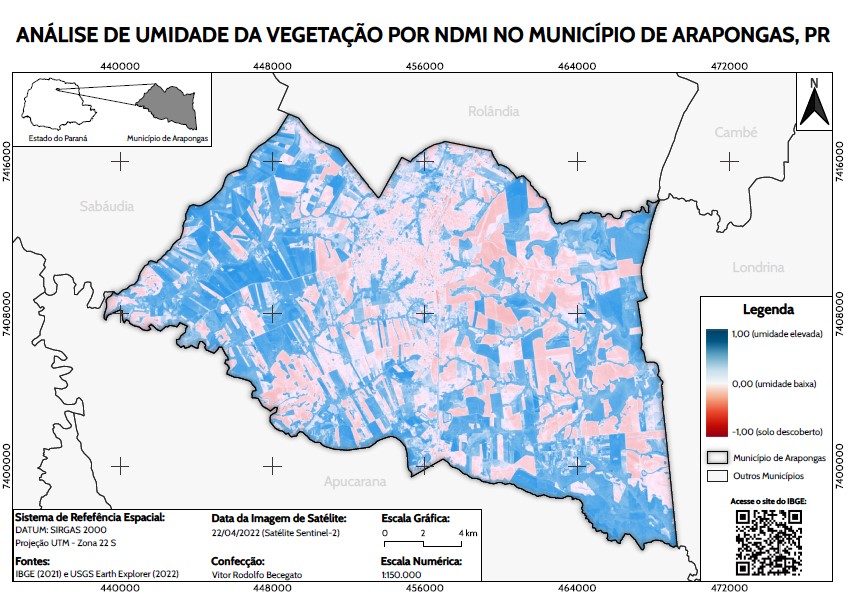 ANÁLISE DE UMIDADE DA VEGETAÇÃO POR NDMI NO MUNICÍPIO DE ARAPONGAS, PR
440000
448000
456000
464000
472000
Estado do Paraná
Município de Arapongas
N
Rolândia
Cambé
7416000
7416000
Sabáudia
Londrina
7408000
7408000
Legenda
1,00 (umidade elevada)
0,00 (umidade baixa)
-1,00 (solo descoberto)
Município de Arapongas
Outros Municípios
7400000
7400000
Apucarana
Acesse o site do IBGE:
Sistema de Referência Espacial:
DATUM: SIRGAS 2000
Projeção UTM - Zona 22 S
Fontes:
IBGE (2021) e USGS Earth Explorer (2022)
Data da Imagem de Satélite:
22/04/2022 (Satélite Sentinel-2)
Confecção:
Vitor Rodolfo Becegato
Escala Gráfica:
0 2 4 km
Escala Numérica:
1:150.000
440000
448000
456000
464000
472000